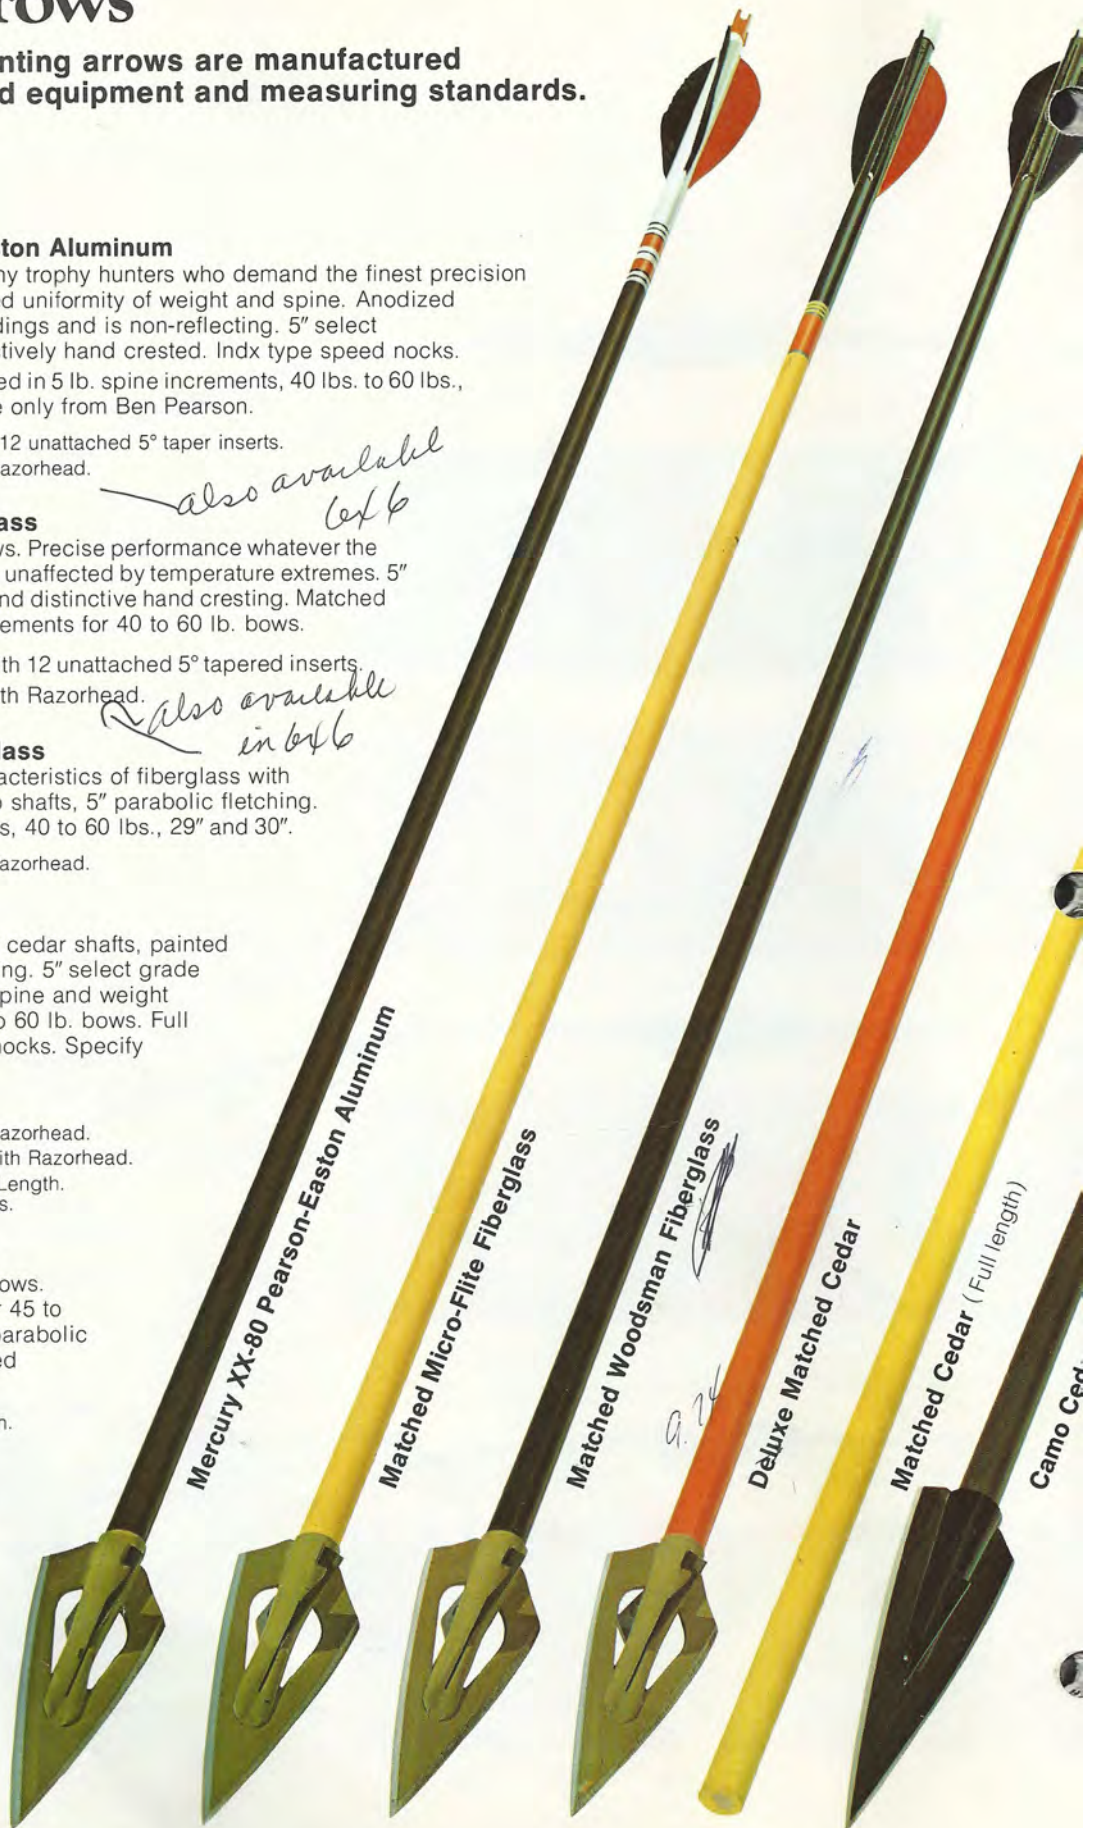 rows
nting arrows are manufactured
d equipment and measuring standards.
ton Aluminum
ny trophy hunters who demand the finest precision
d uniformity of weight and spine. Anodized
dings and is non-reflecting. 5″ select
tively hand crested. Indx type speed nocks.
ed in 5 lb. spine increments, 40 lbs. to 60 lbs.,
e only from Ben Pearson.
12 unattached 5° taper inserts.
azorhead.
also available
6x6
ass
ws. Precise performance whatever the
unaffected by temperature extremes. 5″
nd distinctive hand cresting. Matched
ements for 40 to 60 lb. bows.
th 12 unattached 5° tapered inserts.
th Razorhead.
also available
in 6x6
lass
acteristics of fiberglass with
o shafts, 5″ parabolic fletching.
s, 40 to 60 lbs., 29″ and 30″.
azorhead.
cedar shafts, painted
ng. 5″ select grade
pine and weight
o 60 lb. bows. Full
nocks. Specify
azorhead.
ith Razorhead.
Length.
s.
ows.
r 45 to
parabolic
ed
n.
Mercury XX-80 Pearson-Easton Aluminum
Matched Micro-Flite Fiberglass
Matched Woodsman Fiberglass
Deluxe Matched Cedar
Matched Cedar (Full length)
Camo Ced